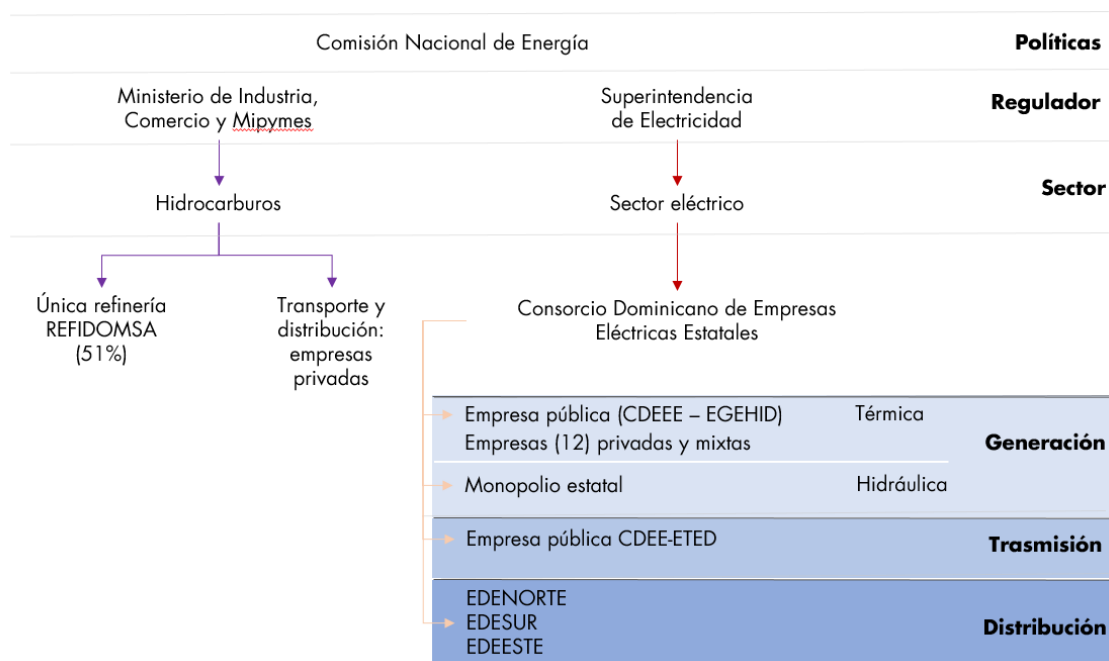 Comisión Nacional de Energía
Políticas
Ministerio de Industria,
Comercio y Mipymes
Superintendencia
de Electricidad
Regulador
Hidrocarburos
Sector eléctrico
Sector
Única refinería
REFIDOMSA
(51%)
Transporte y
distribución:
empresas
privadas
Consorcio Dominicano de Empresas
Eléctricas Estatales
Empresa pública (CDEEE – EGEHID)
Térmica
Empresas (12) privadas y mixtas
Generación
Monopolio estatal
Hidráulica
Empresa pública CDEE-ETED
Trasmisión
EDENORTE
EDESUR
EDEESTE
Distribución